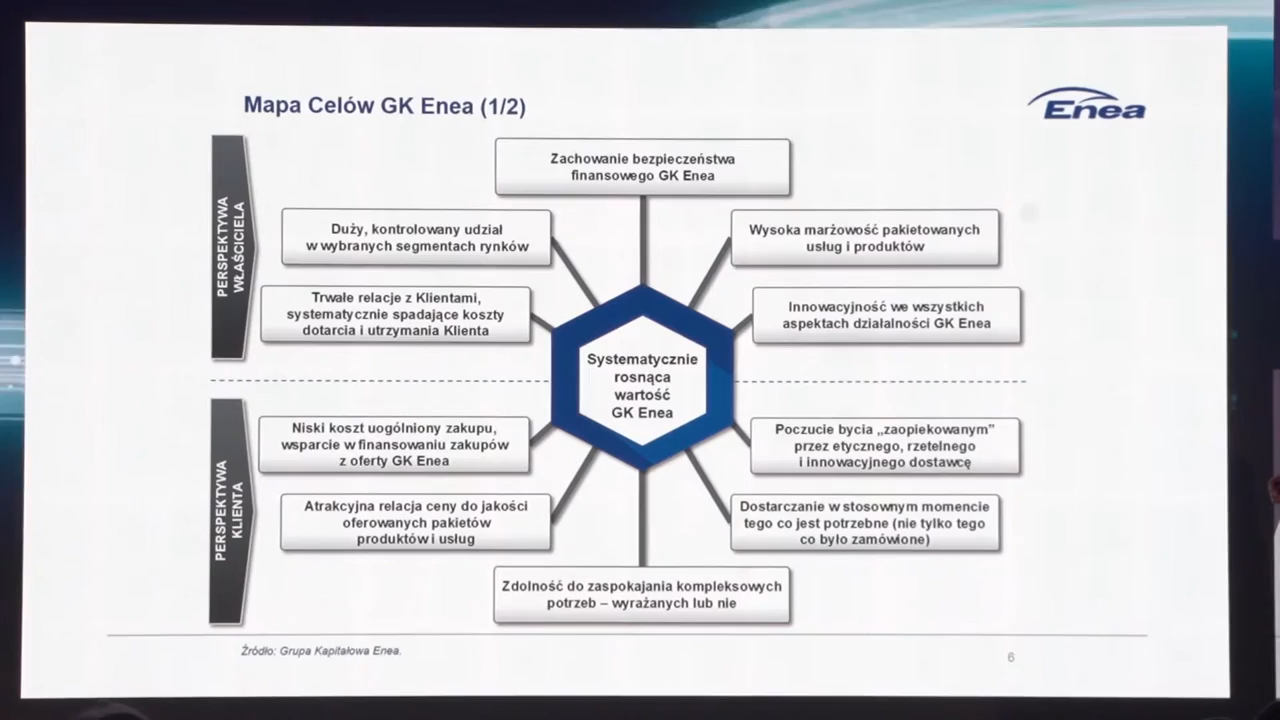 Mapa Celów GK Enea (1/2)
Enea
PERSPEKTYWA
WŁAŚCICIELA
Zachowanie bezpieczeństwa
finansowego GK Enea
Duży, kontrolowany udział
w wybranych segmentach rynków
Wysoka marżowość pakietowanych
usług i produktów
Trwałe relacje z Klientami,
systematycznie spadające koszty
dotarcia i utrzymania Klienta
Innowacyjność we wszystkich
aspektach działalności GK Enea
Systematycznie
rosnąca
wartość
GK Enea
PERSPEKTYWA
KLIENTA
Niski koszt uogólniony zakupu,
wsparcie w finansowaniu zakupów
z oferty GK Enea
Poczucie bycia „zaopiekowanym”
przez etycznego, rzetelnego
i innowacyjnego dostawcę
Atrakcyjna relacja ceny do jakości
oferowanych pakietów
produktów i usług
Dostarczanie w stosownym momencie
tego co jest potrzebne (nie tylko tego
co było zamówione)
Zdolność do zaspokajania kompleksowych
potrzeb – wyrażanych lub nie
Źródło: Grupa Kapitałowa Enea.
6